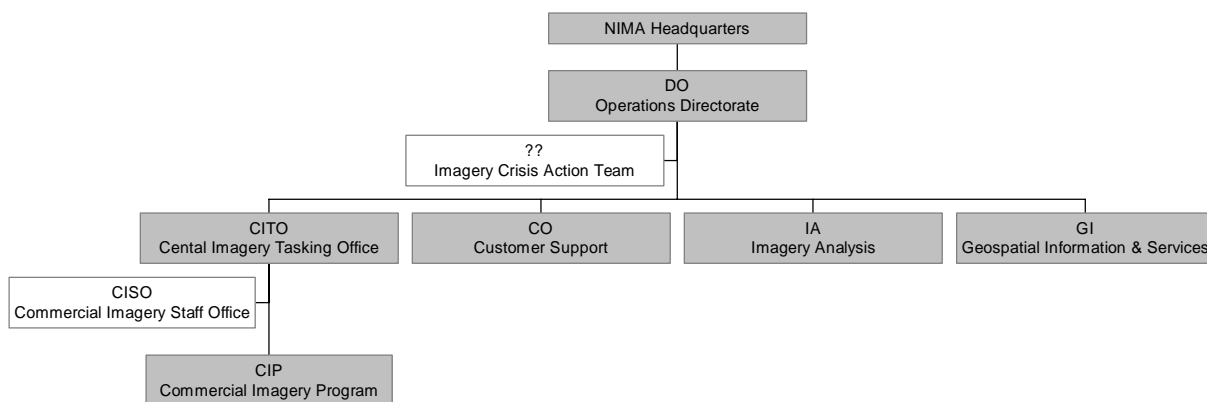 NIMA Headquarters
DO
Operations Directorate
??
Imagery Crisis Action Team
CITO
Cental Imagery Tasking Office
CO
Customer Support
IA
Imagery Analysis
GI
Geospatial Information & Services
CISO
Commercial Imagery Staff Office
CIP
Commercial Imagery Program